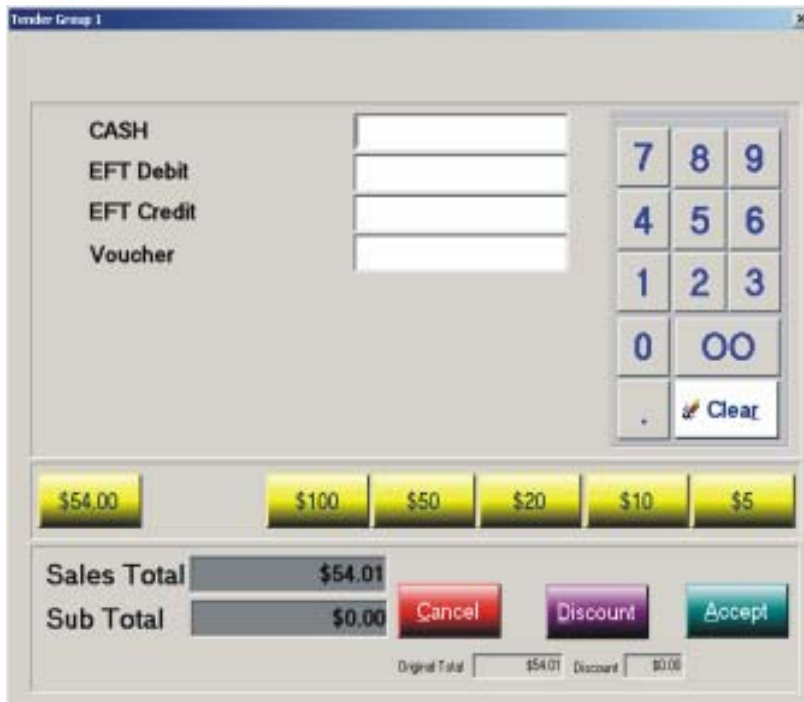 Tender Group 1
x
CASH
EFT Debit
EFT Credit
Voucher
7 8 9
4 5 6
1 2 3
0 00
. Clear
$54.00 $100 $50 $20 $10 $5
Sales Total $54.01
Sub Total $0.00
Cancel Discount Accept
Original Total $54.01 Discount $0.00